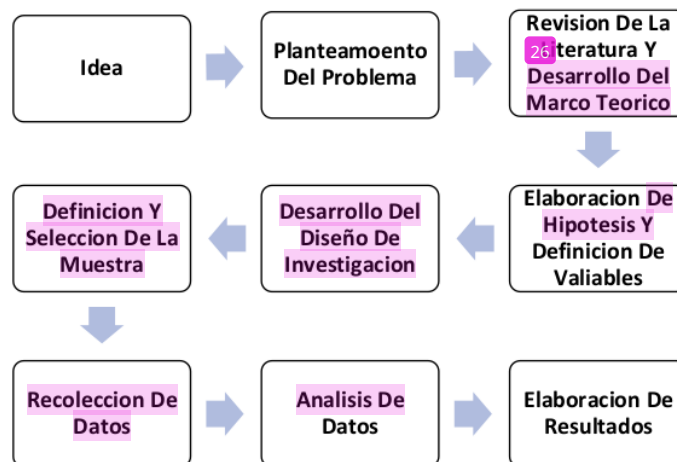 Idea
Planteamoento
Del Problema
Revision De La
26
Literatura Y
Desarrollo Del
Marco Teorico
Elaboracion De
Hipotesis Y
Definicion De
Valiables
Desarrollo Del
Diseño De
Investigacion
Definicion Y
Seleccion De La
Muestra
Recoleccion De
Datos
Analisis De
Datos
Elaboracion De
Resultados